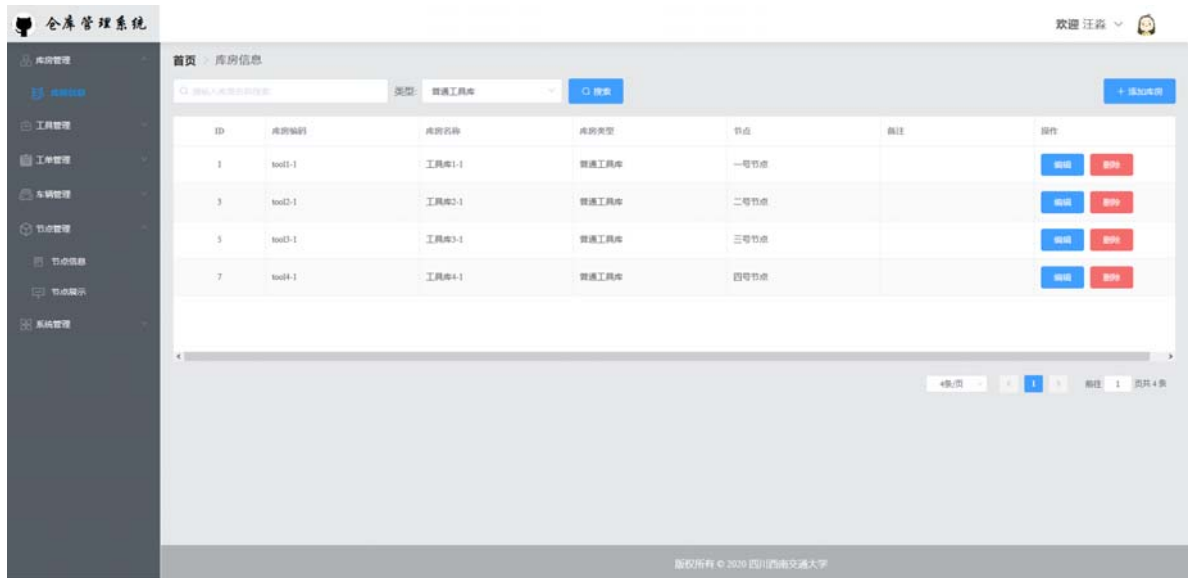 仓库管理系统
欢迎 汪淼
库房管理
库房信息
工具管理
工单管理
车辆管理
节点管理
节点信息
节点展示
系统管理
首页 > 库房信息
类型: 普通工具库 搜索 + 添加库房
ID 库房编码 库房名称 库房类型 节点 备注 操作
1 tool1-1 工具库1-1 普通工具库 一号节点 编辑 删除
3 tool2-1 工具库2-1 普通工具库 二号节点 编辑 删除
5 tool3-1 工具库3-1 普通工具库 三号节点 编辑 删除
7 tool4-1 工具库4-1 普通工具库 四号节点 编辑 删除
4条/页 1 前往 1 页共 4 条
版权所有 © 2020 四川西南交通大学